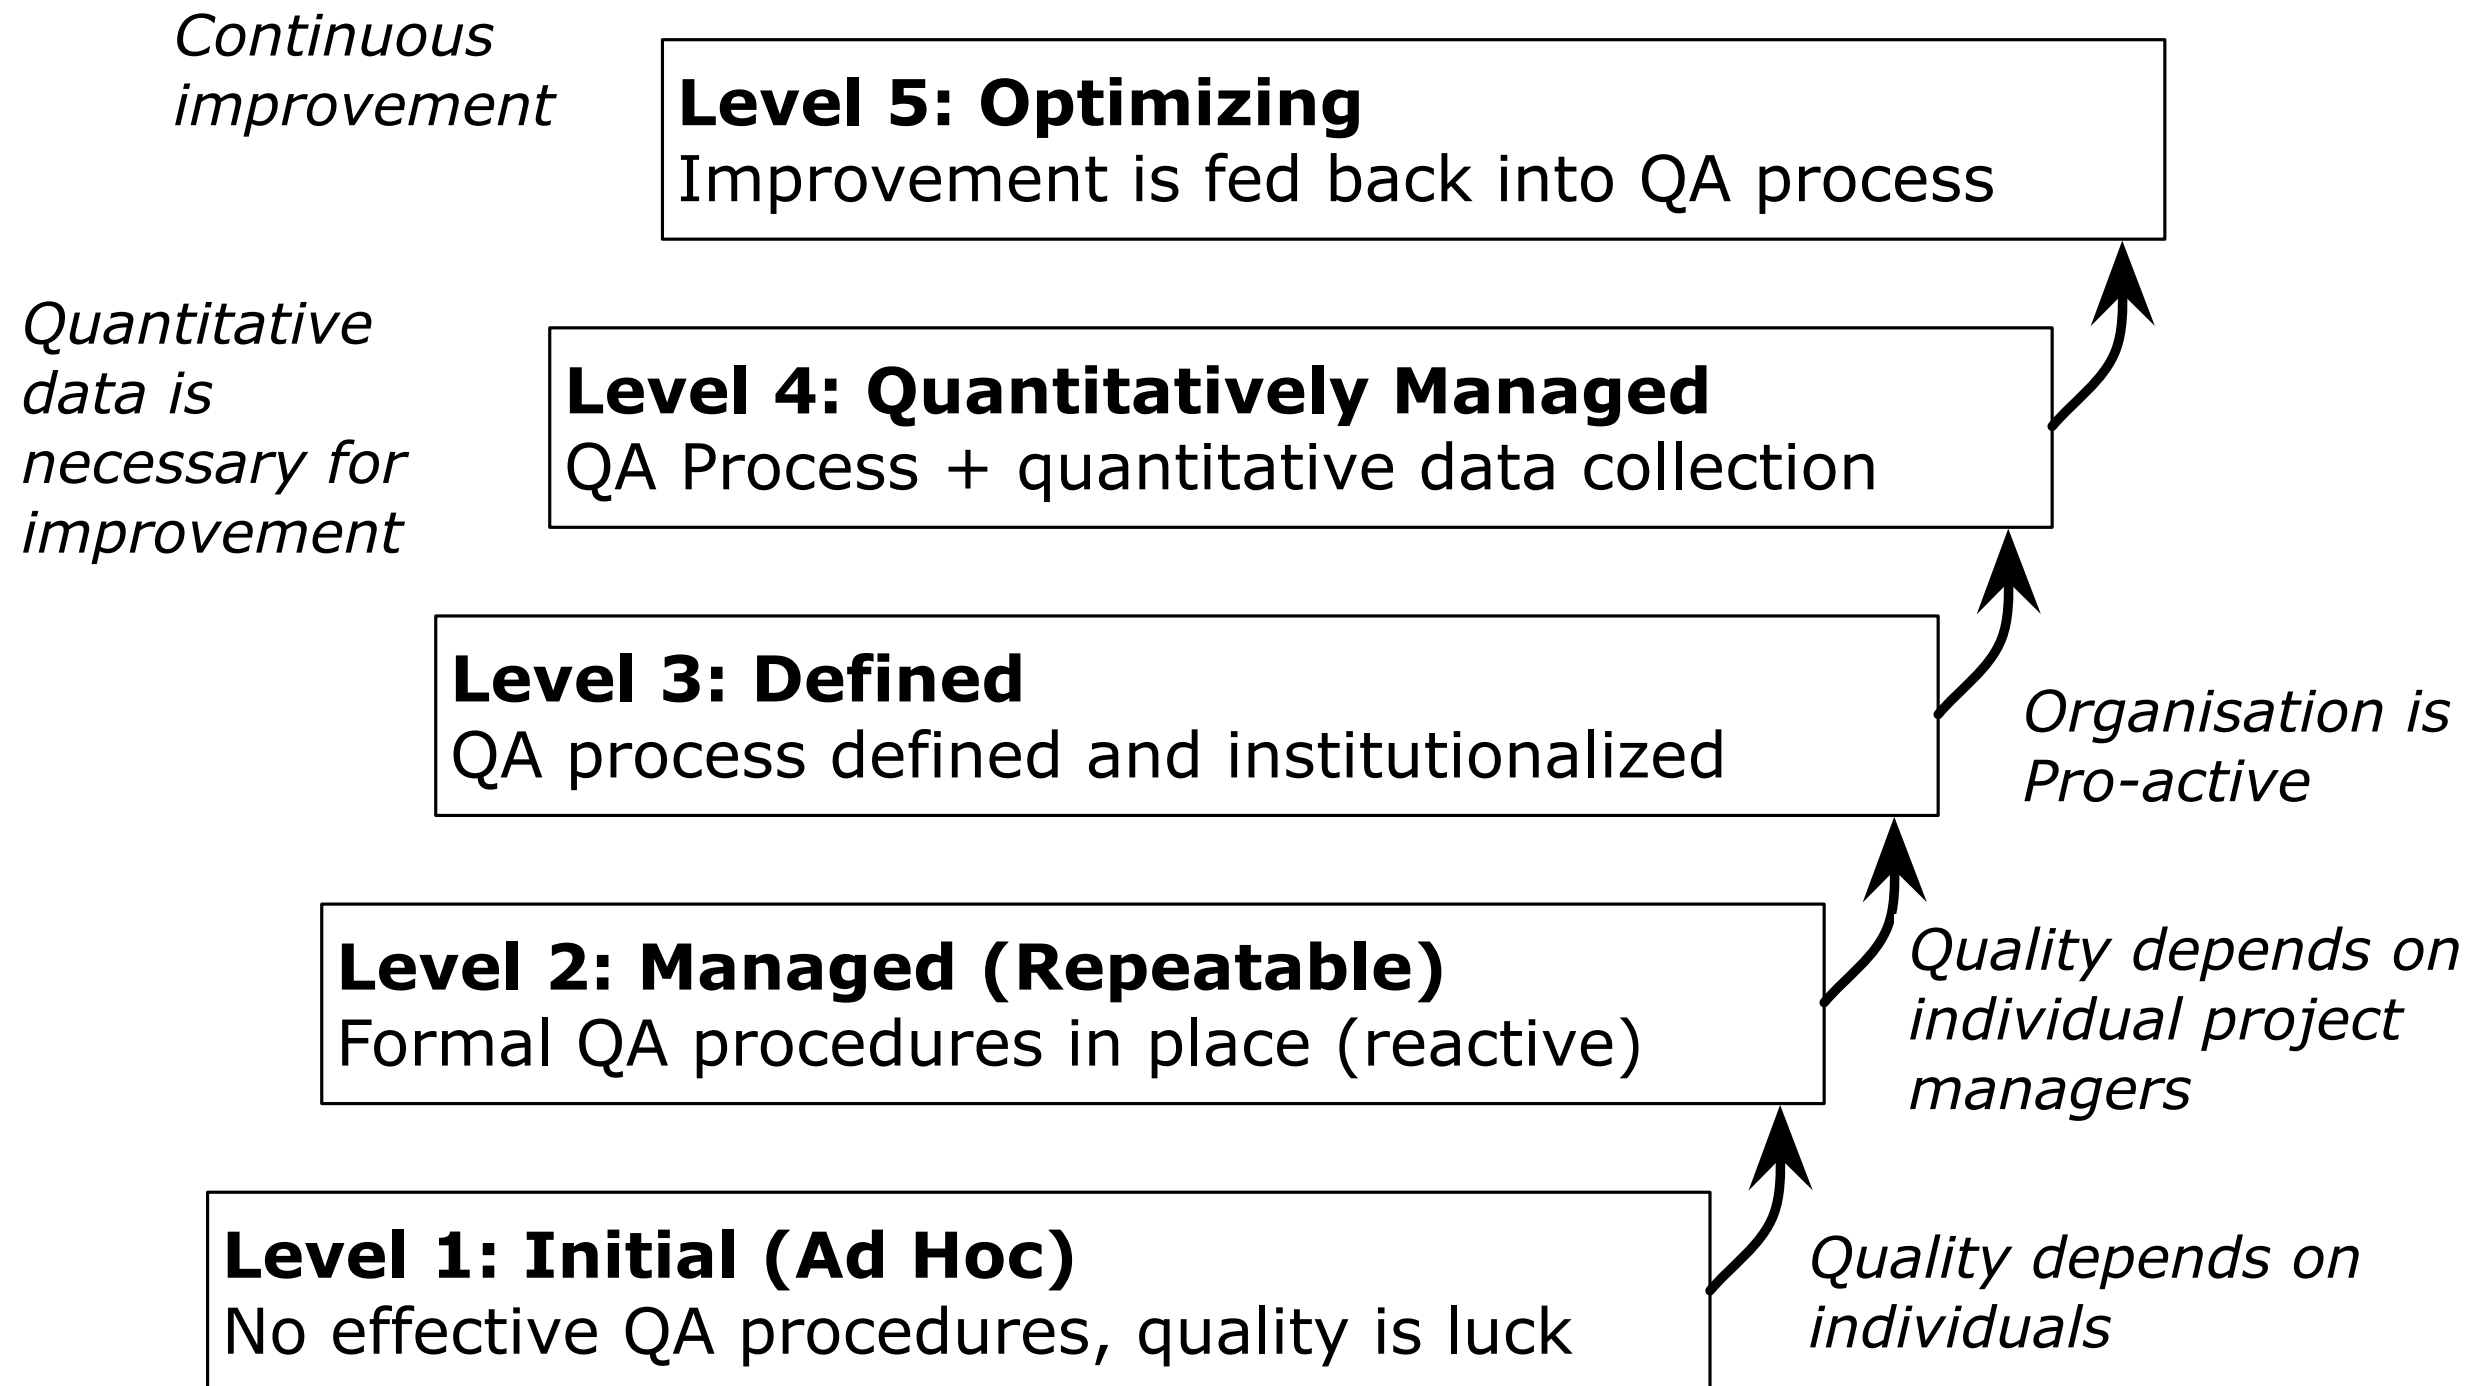 Continuous
improvement
Level 5: Optimizing
Improvement is fed back into QA process
Quantitative
data is
necessary for
improvement
Level 4: Quantitatively Managed
QA Process + quantitative data collection
Level 3: Defined
QA process defined and institutionalized
Organisation is
Pro-active
Level 2: Managed (Repeatable)
Formal QA procedures in place (reactive)
Quality depends on
individual project
managers
Level 1: Initial (Ad Hoc)
No effective QA procedures, quality is luck
Quality depends on
individuals